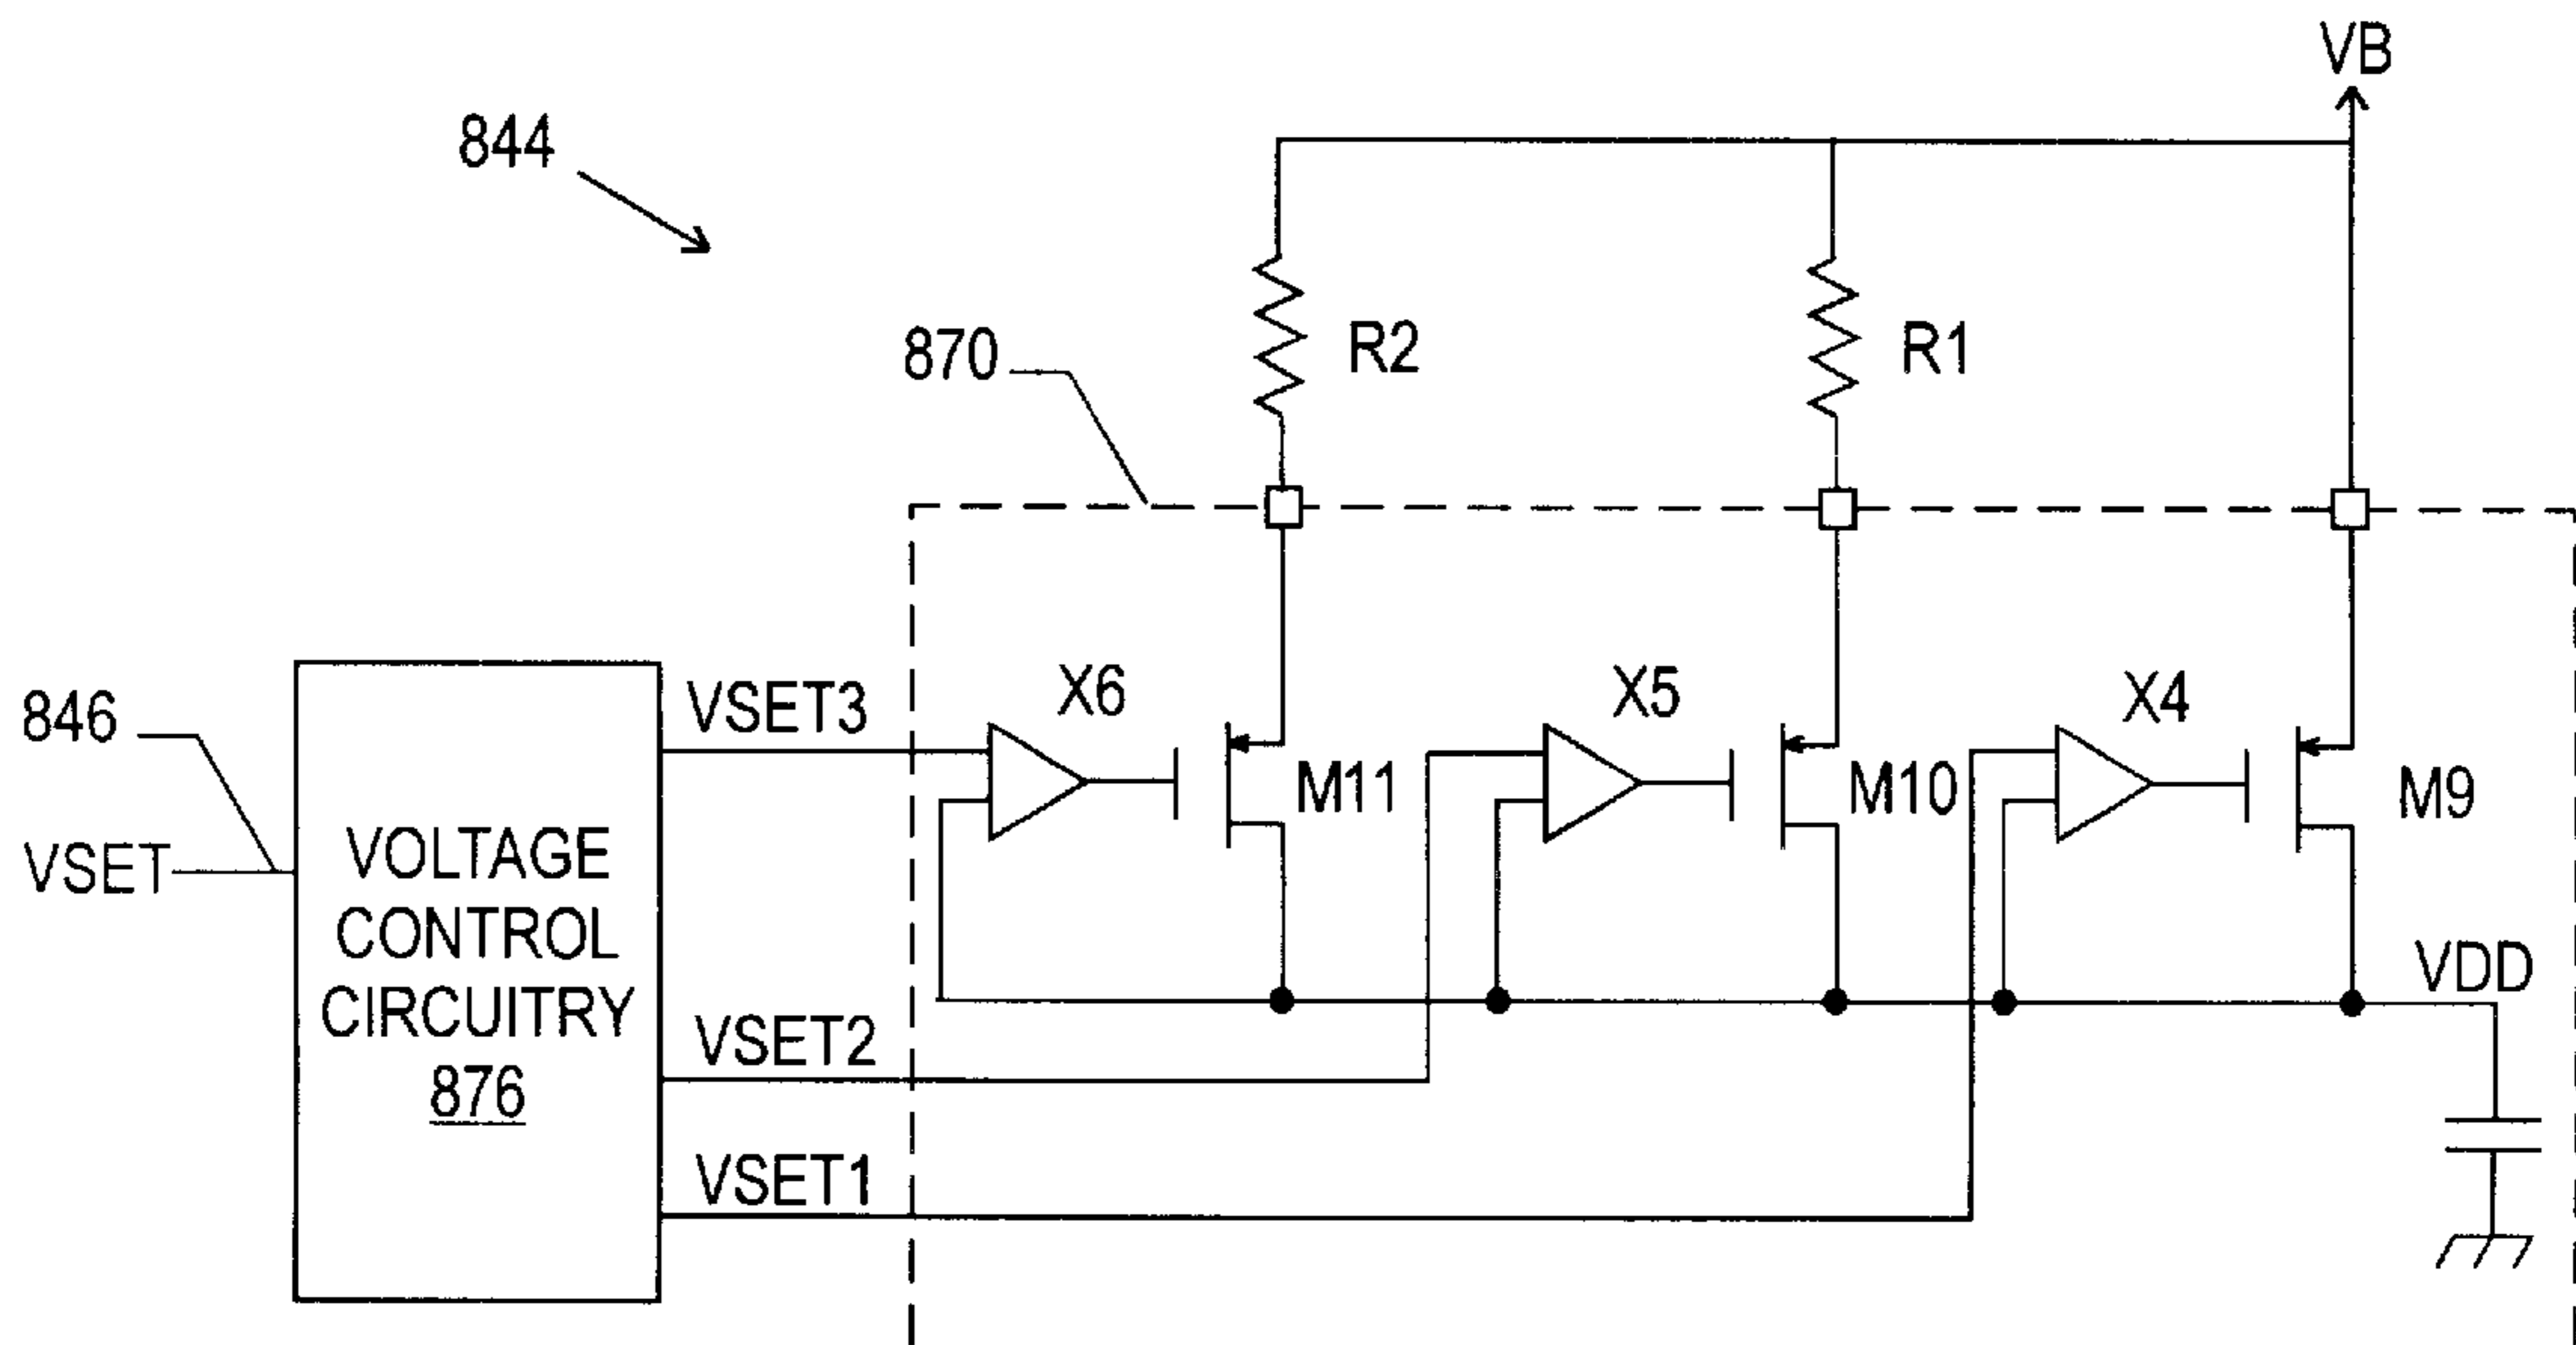 VB
844
R2
R1
870
X6
X5
X4
VSET3
846
M11
M10
M9
VSET
VOLTAGE
CONTROL
CIRCUITRY
876
VDD
VSET2
VSET1